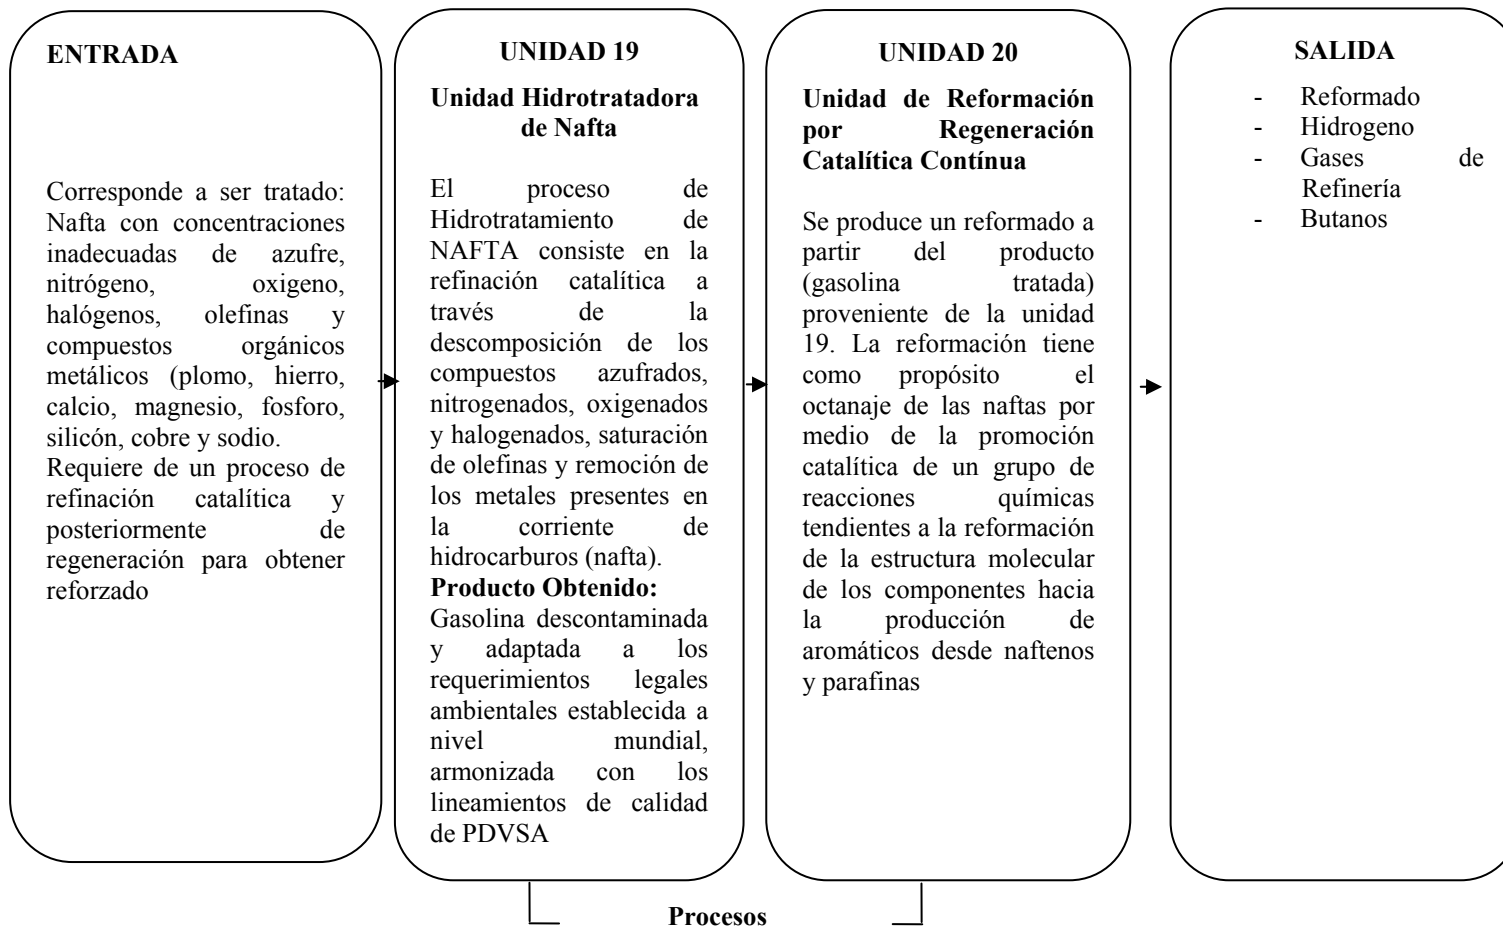 ENTRADA
Corresponde a ser tratado:
Nafta con concentraciones
inadecuadas de azufre,
nitrógeno, oxigeno,
halógenos, olefinas y
compuestos orgánicos
metálicos (plomo, hierro,
calcio, magnesio, fosforo,
silicón, cobre y sodio.
Requiere de un proceso de
refinación catalítica y
posteriormente de
regeneración para obtener
reforzado
UNIDAD 19
Unidad Hidrotratadora
de Nafta
El proceso de
Hidrotratamiento de
NAFTA consiste en la
refinación catalítica a
través de la
descomposición de los
compuestos azufrados,
nitrogenados, oxigenados
y halogenados, saturación
de olefinas y remoción de
los metales presentes en
la corriente de
hidrocarburos (nafta).
Producto Obtenido:
Gasolina descontaminada
y adaptada a los
requerimientos legales
ambientales establecida a
nivel mundial,
armonizada con los
lineamientos de calidad
de PDVSA
UNIDAD 20
Unidad de Reformación
por Regeneración
Catalítica Contínua
Se produce un reformado a
partir del producto
(gasolina tratada)
proveniente de la unidad
19. La reformación tiene
como propósito el
octanaje de las naftas por
medio de la promoción
catalítica de un grupo de
reacciones químicas
tendientes a la reformación
de la estructura molecular
de los componentes hacia
la producción de
aromáticos desde naftenos
y parafinas
SALIDA
- Reformado
- Hidrogeno
- Gases de
Refinería
- Butanos
Procesos